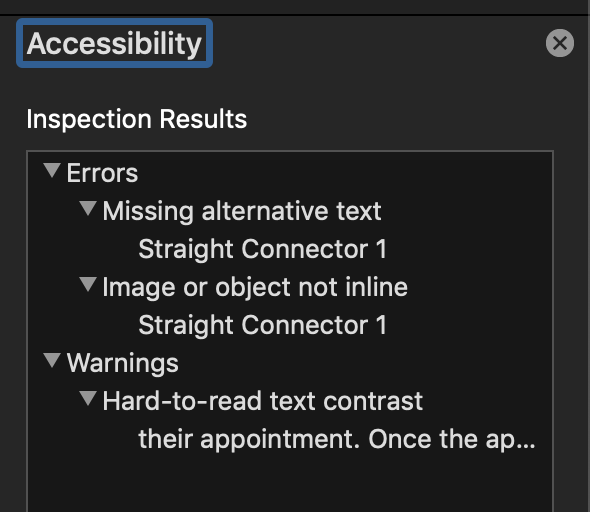 Accessibility
Inspection Results
Errors
Missing alternative text
Straight Connector 1
Image or object not inline
Straight Connector 1
Warnings
Hard-to-read text contrast
their appointment. Once the ap...